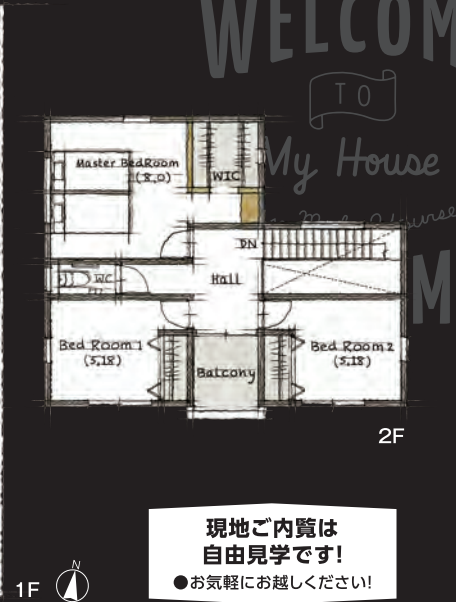 WELCOM
TO
My House
Master BedRoom
(8.0)
WIC
DN
WC
Hall
Bed Room 1
(5.18)
Balcony
Bed Room 2
(5.18)
M
2F
現地ご内覧は
自由見学です!
●お気軽にお越しください!
1F
N